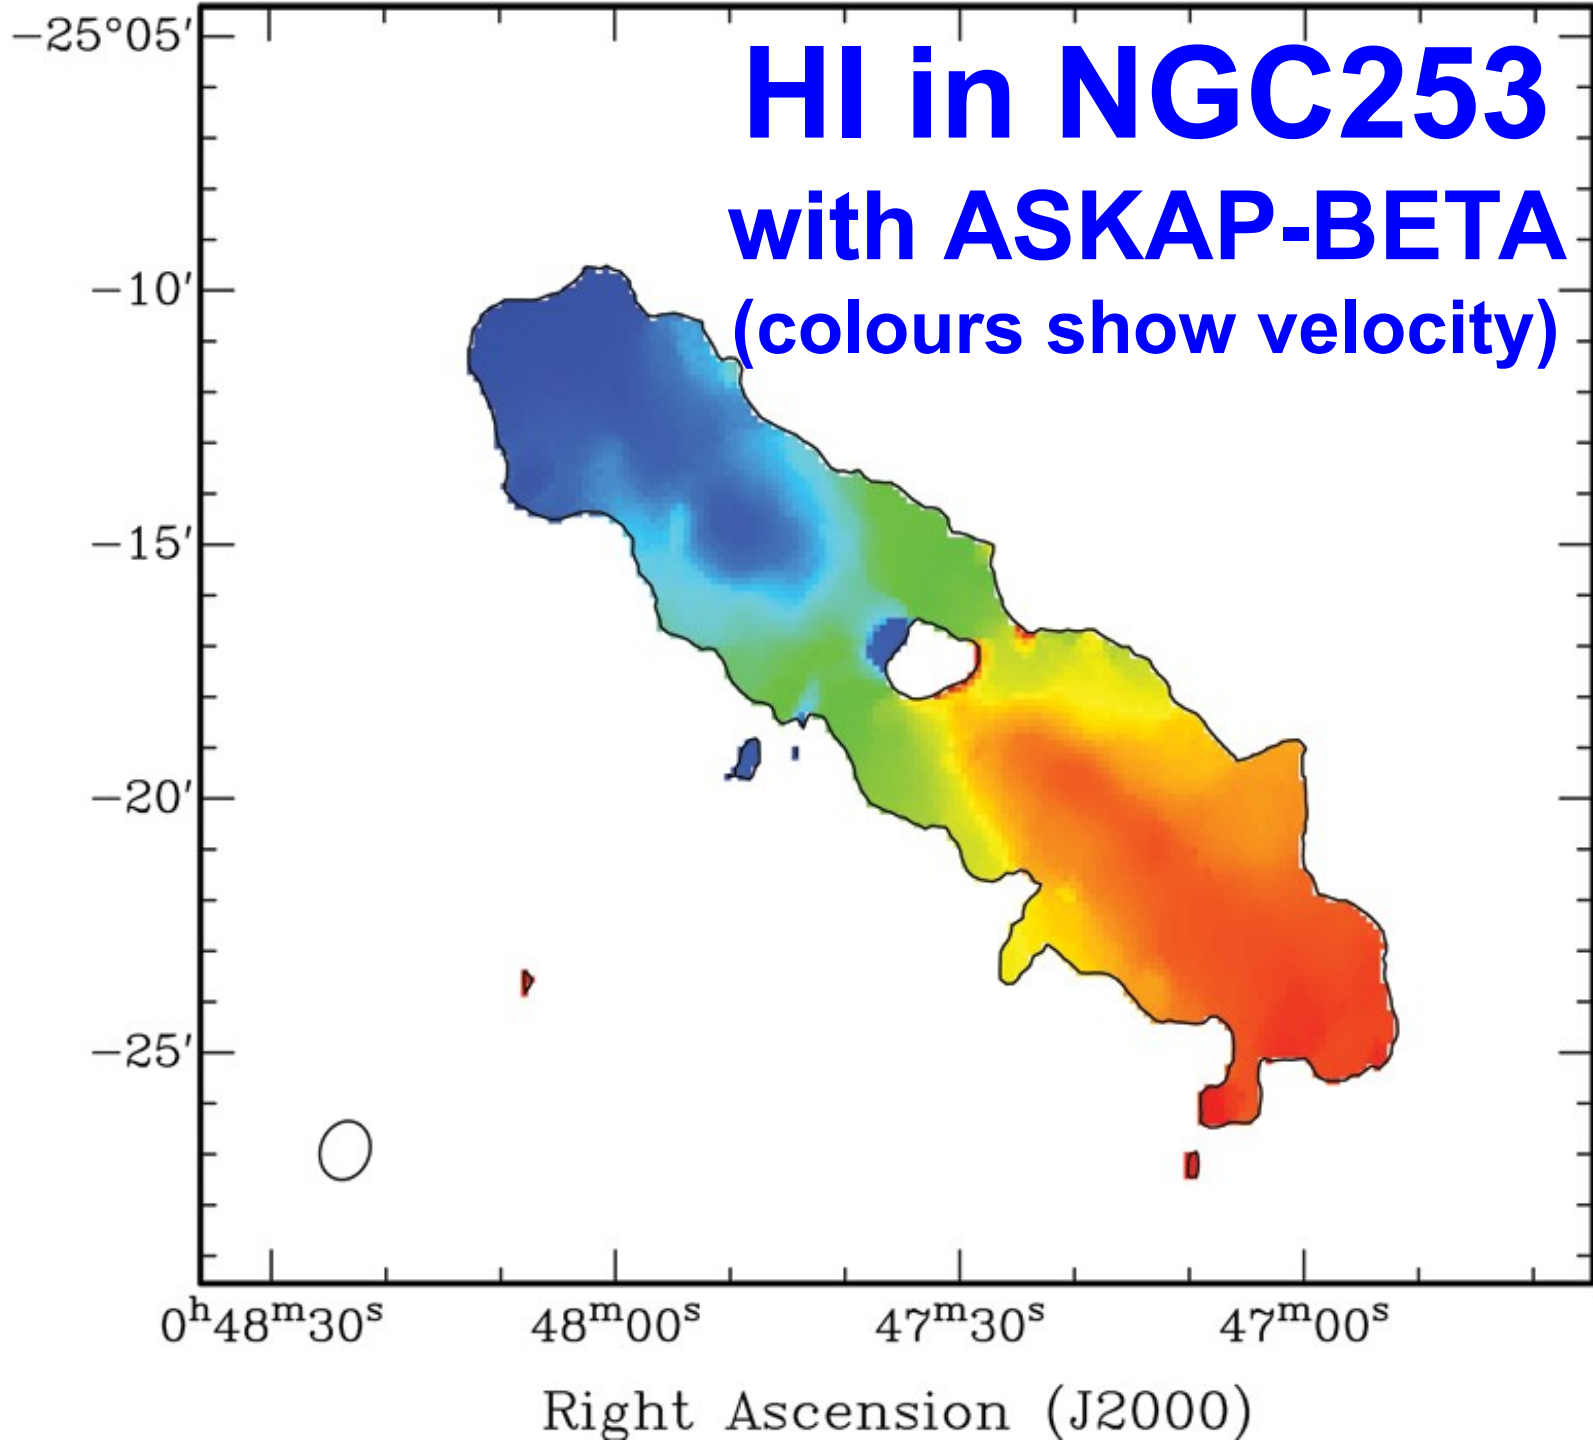 −25°05′
HI in NGC253
with ASKAP-BETA
(colours show velocity)
−10′
−15′
−20′
−25′
0ʰ48ᵐ30ˢ 48ᵐ00ˢ 47ᵐ30ˢ 47ᵐ00ˢ
Right Ascension (J2000)